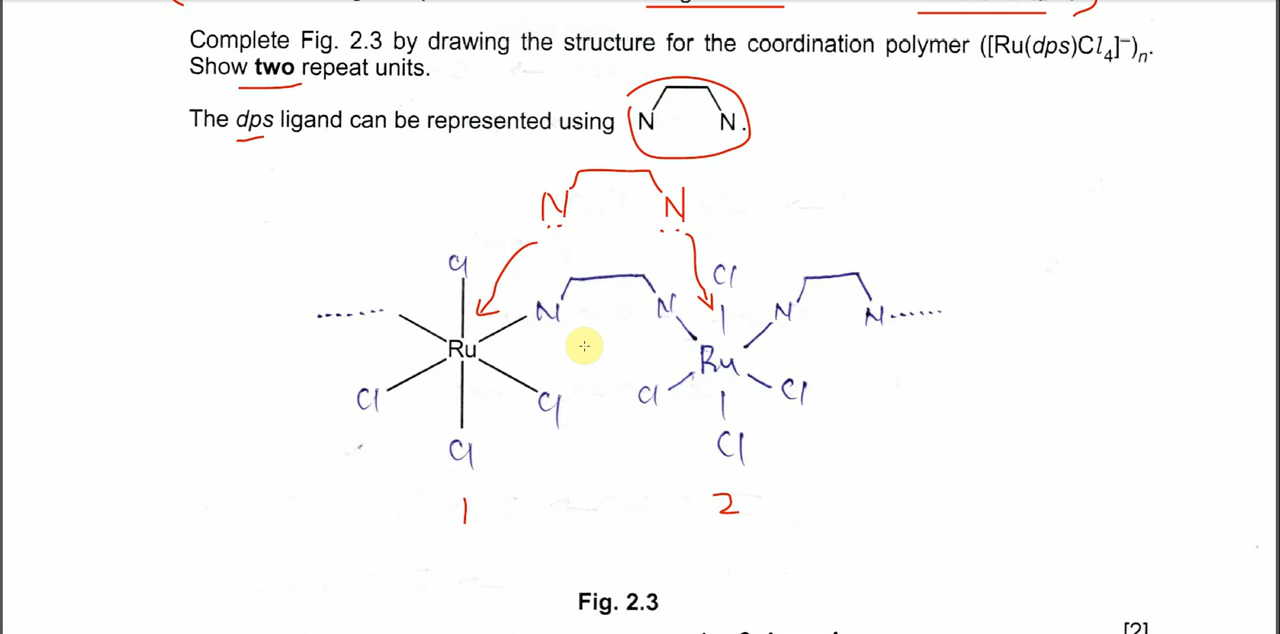 Complete Fig. 2.3 by drawing the structure for the coordination polymer ([Ru(dps)Cl₄]⁻)ₙ.
Show two repeat units.
The dps ligand can be represented using N N.
N N
Cl Cl
N N N N
Ru Ru
Cl Cl Cl Cl
Cl Cl
1 2
Fig. 2.3
[2]